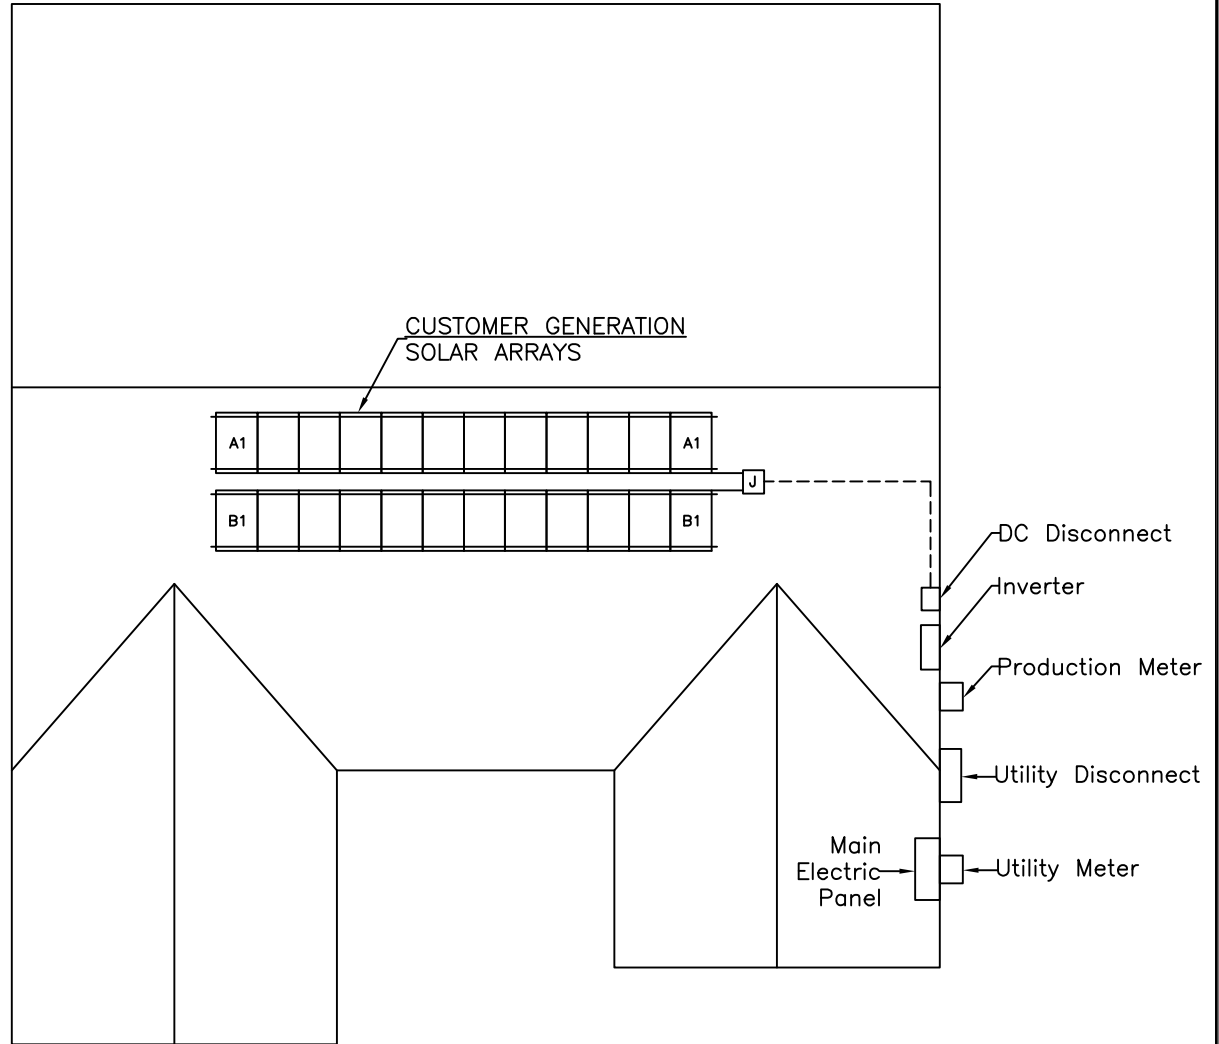 CUSTOMER GENERATION
SOLAR ARRAYS
A1
A1
J
B1
B1
DC Disconnect
Inverter
Production Meter
Utility Disconnect
Main
Electric
Panel
Utility Meter